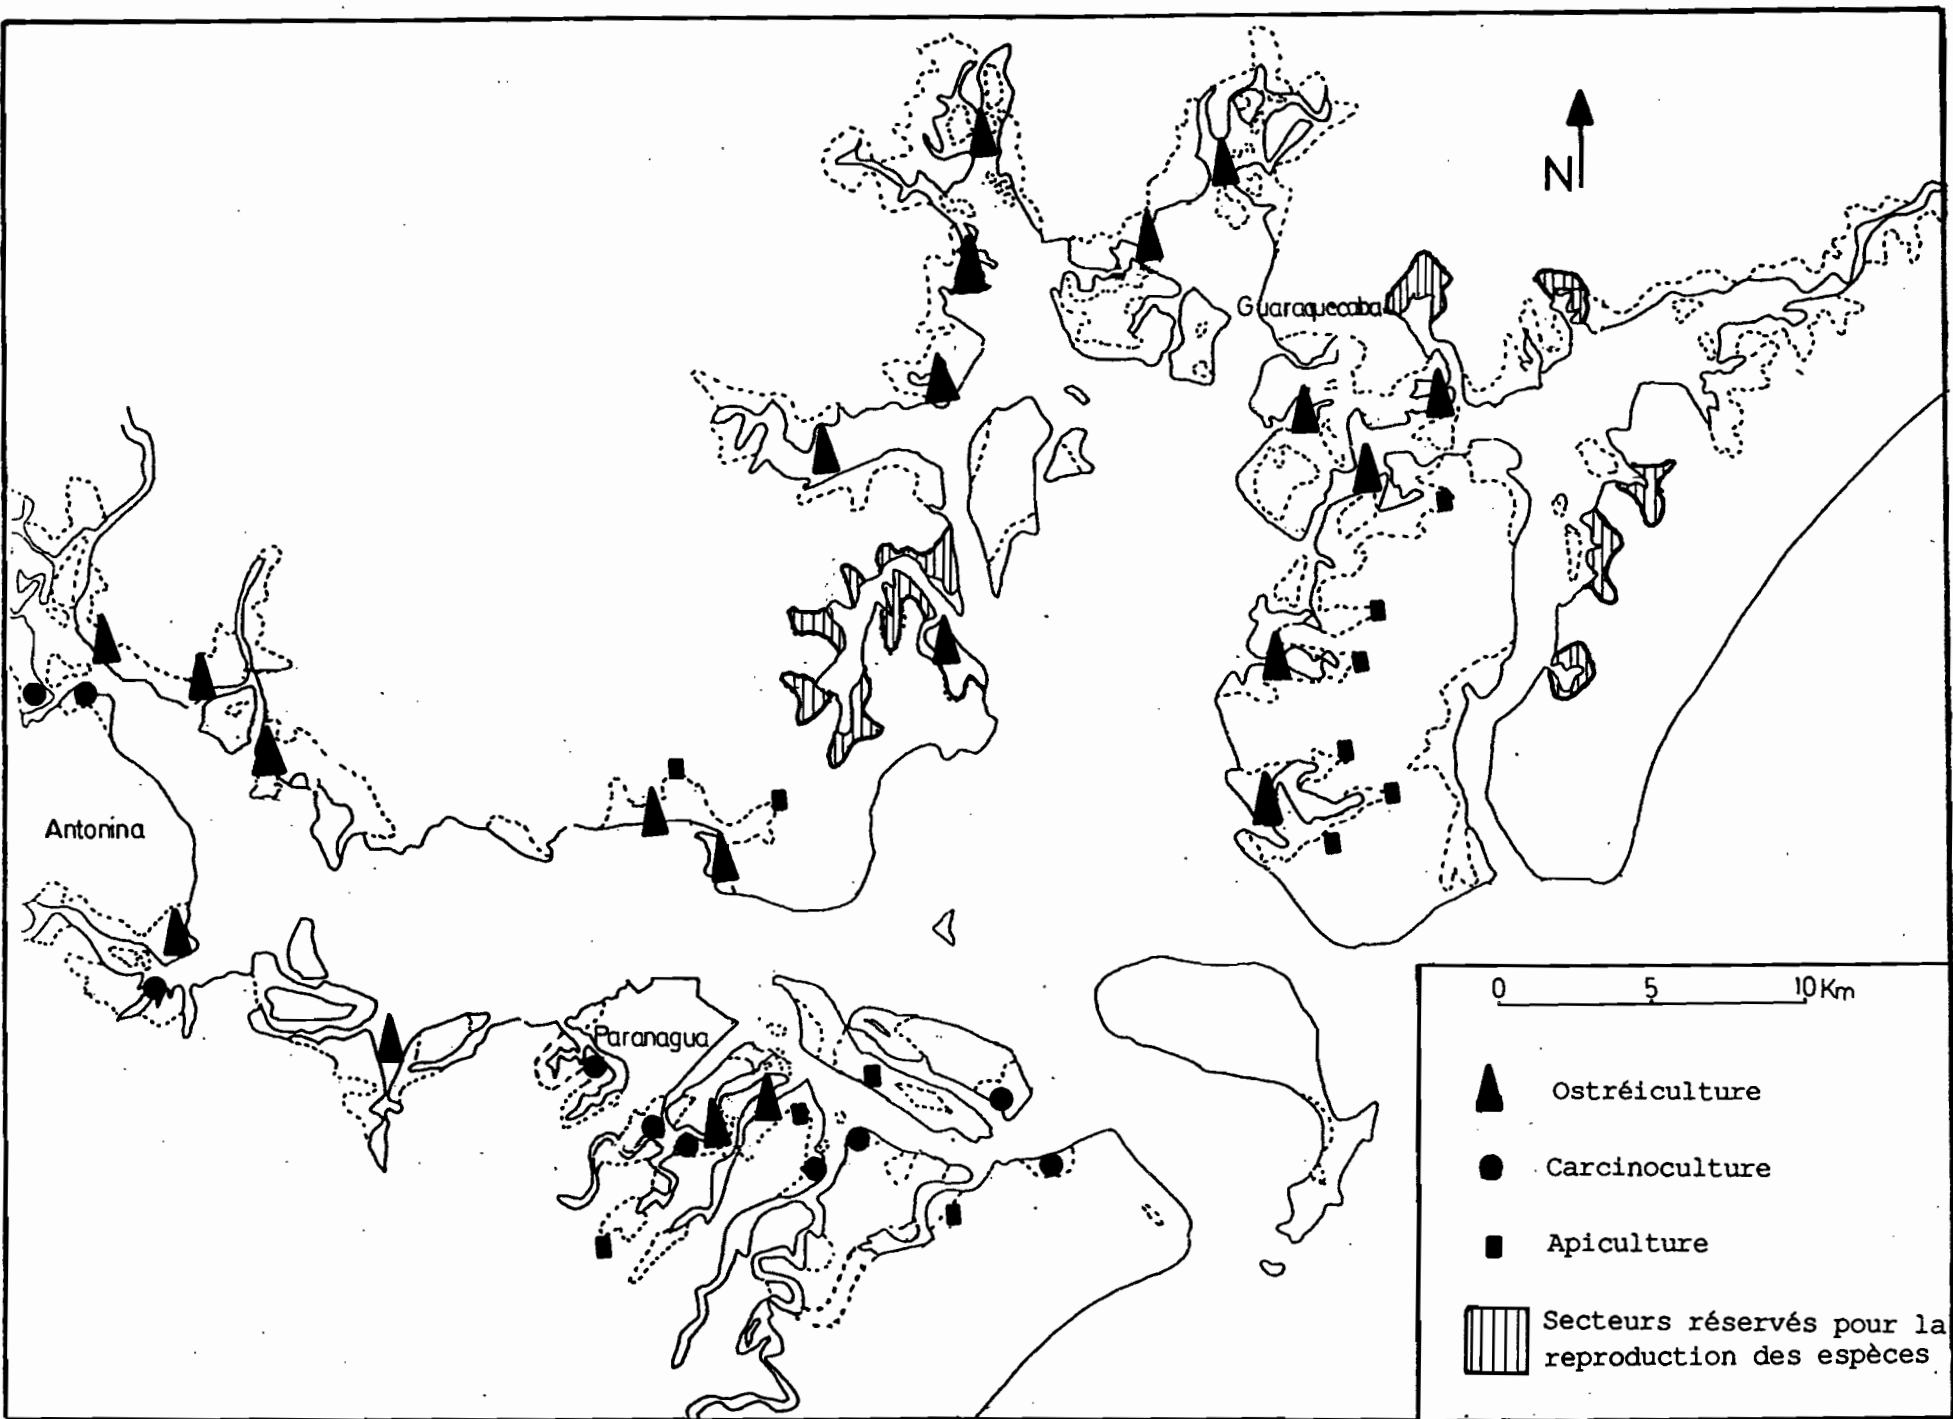 N
Guaraquecaba
Antonina
Paranagua
0 5 10 Km
Ostréiculture
Carcinoculture
Apiculture
Secteurs réservés pour la
reproduction des espèces